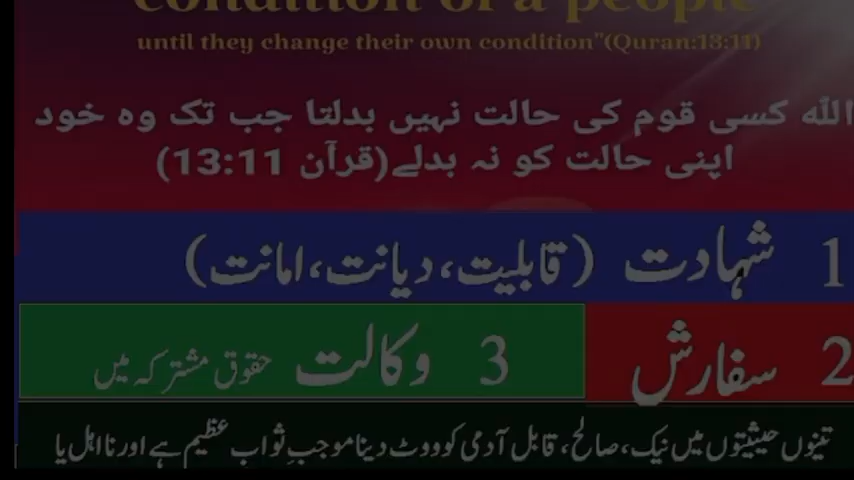 condition of a people
until they change their own condition"(Quran:13:11)
الله کسی قوم کی حالت نہیں بدلتا جب تک وہ خود
اپنی حالت کو نہ بدلے(قرآن 13:11)
1 شہادت (قابلیت، دیانت، امانت)
2 سفارش
3 وکالت حقوق مشترکہ میں
تینوں حیثیتوں میں نیک، صالح، قابل آدمی کو ووٹ دینا موجبِ ثواب عظیم ہے اور نااہل یا